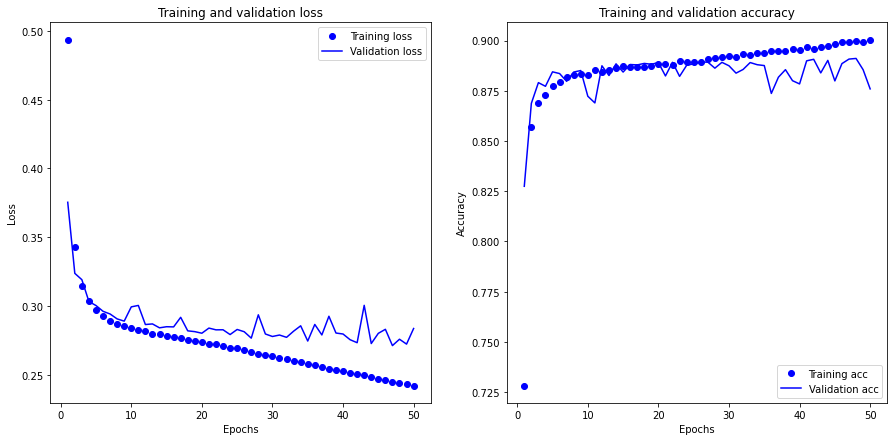 Training and validation loss
0.50
0.45
0.40
0.35
0.30
0.25
Loss
0 10 20 30 40 50
Epochs
Training loss
Validation loss
Training and validation accuracy
0.900
0.875
0.850
0.825
0.800
0.775
0.750
0.725
Accuracy
0 10 20 30 40 50
Epochs
Training acc
Validation acc